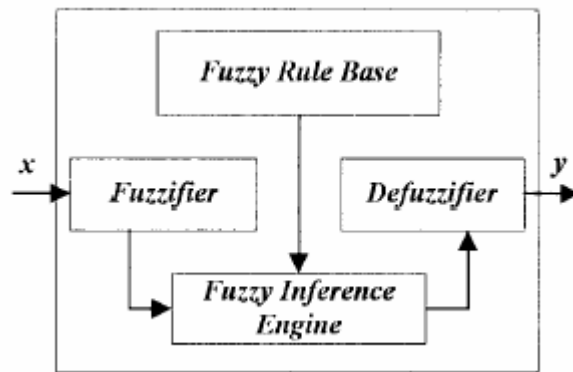 Fuzzy Rule Base
x
Fuzzifier
Defuzzifier
y
Fuzzy Inference
Engine